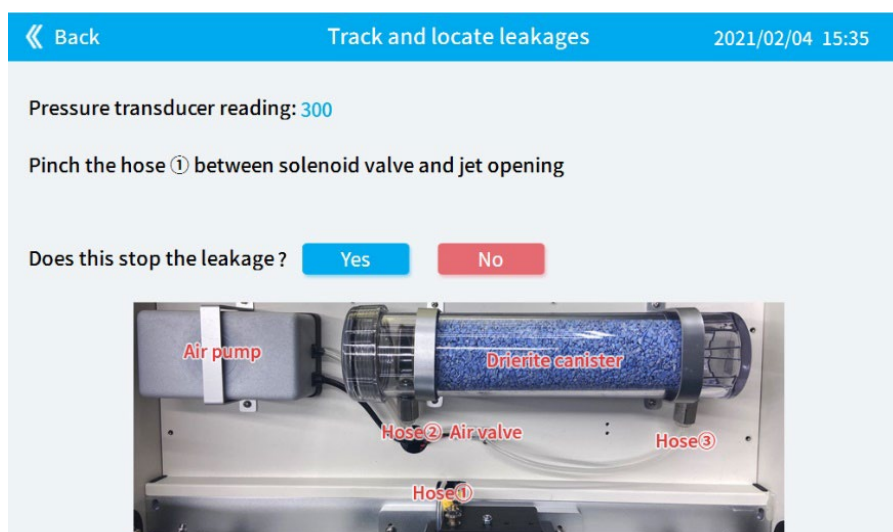 Back Track and locate leakages 2021/02/04 15:35
Pressure transducer reading: 300
Pinch the hose ① between solenoid valve and jet opening
Does this stop the leakage? Yes No
Air pump Drierite canister
Hose② Air valve Hose③
Hose①